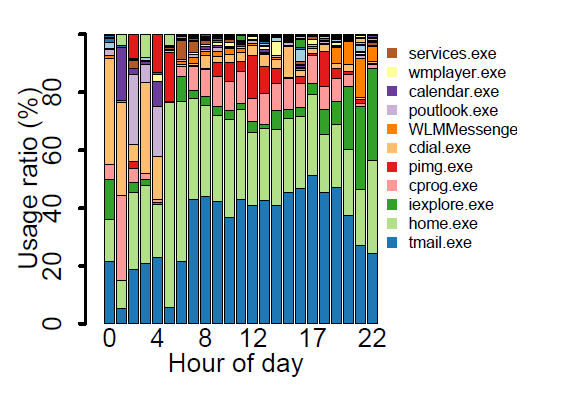 Usage ratio (%)
0 20 40 60 80
services.exe
wmplayer.exe
calendar.exe
poutlook.exe
WLMMessenge
cdial.exe
pimg.exe
cprog.exe
iexplore.exe
home.exe
tmail.exe
0 4 8 12 17 22
Hour of day